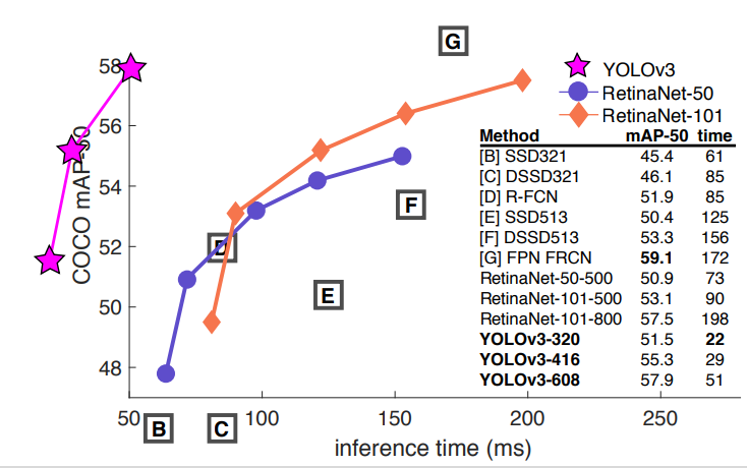 G
58
YOLOv3
RetinaNet-50
RetinaNet-101
56
54
52
50
48
COCO mAP-50
D
F
E
Method mAP-50 time
[B] SSD321 45.4 61
[C] DSSD321 46.1 85
[D] R-FCN 51.9 85
[E] SSD513 50.4 125
[F] DSSD513 53.3 156
[G] FPN FRCN 59.1 172
RetinaNet-50-500 50.9 73
RetinaNet-101-500 53.1 90
RetinaNet-101-800 57.5 198
YOLOv3-320 51.5 22
YOLOv3-416 55.3 29
YOLOv3-608 57.9 51
50 100 150 200 250
B C
inference time (ms)